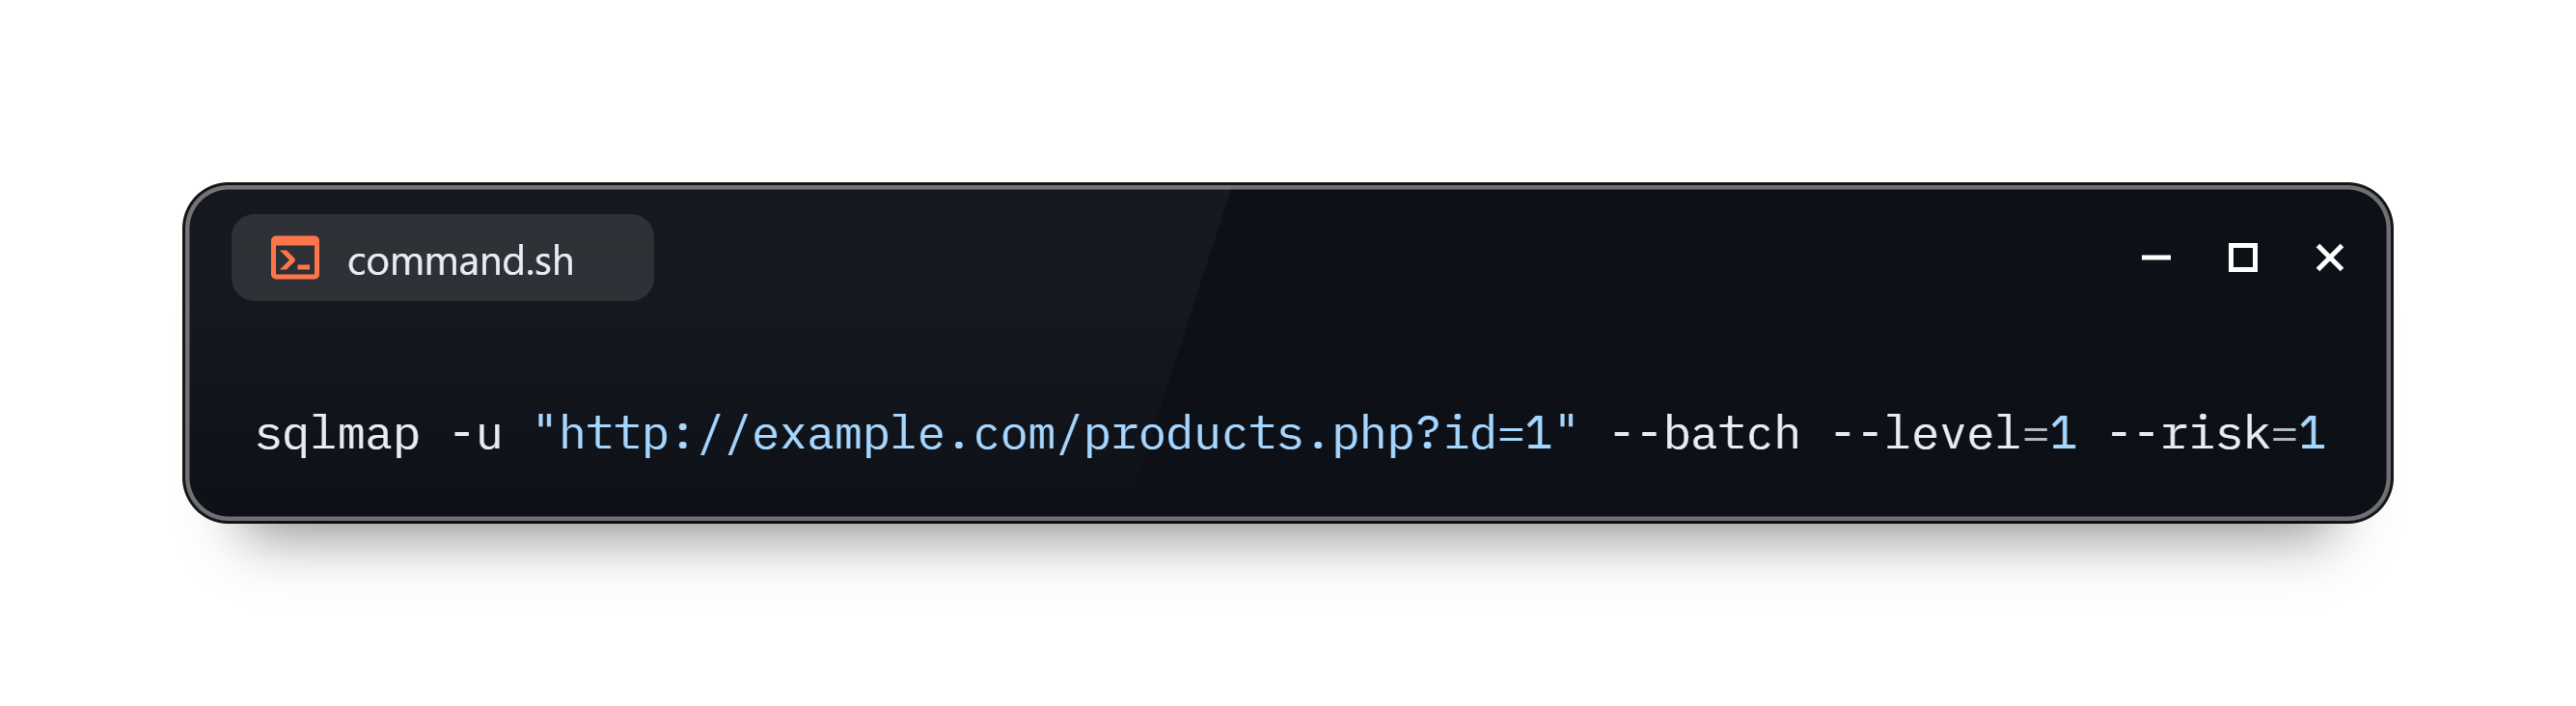 command.sh
sqlmap -u "http://example.com/products.php?id=1" --batch --level=1 --risk=1